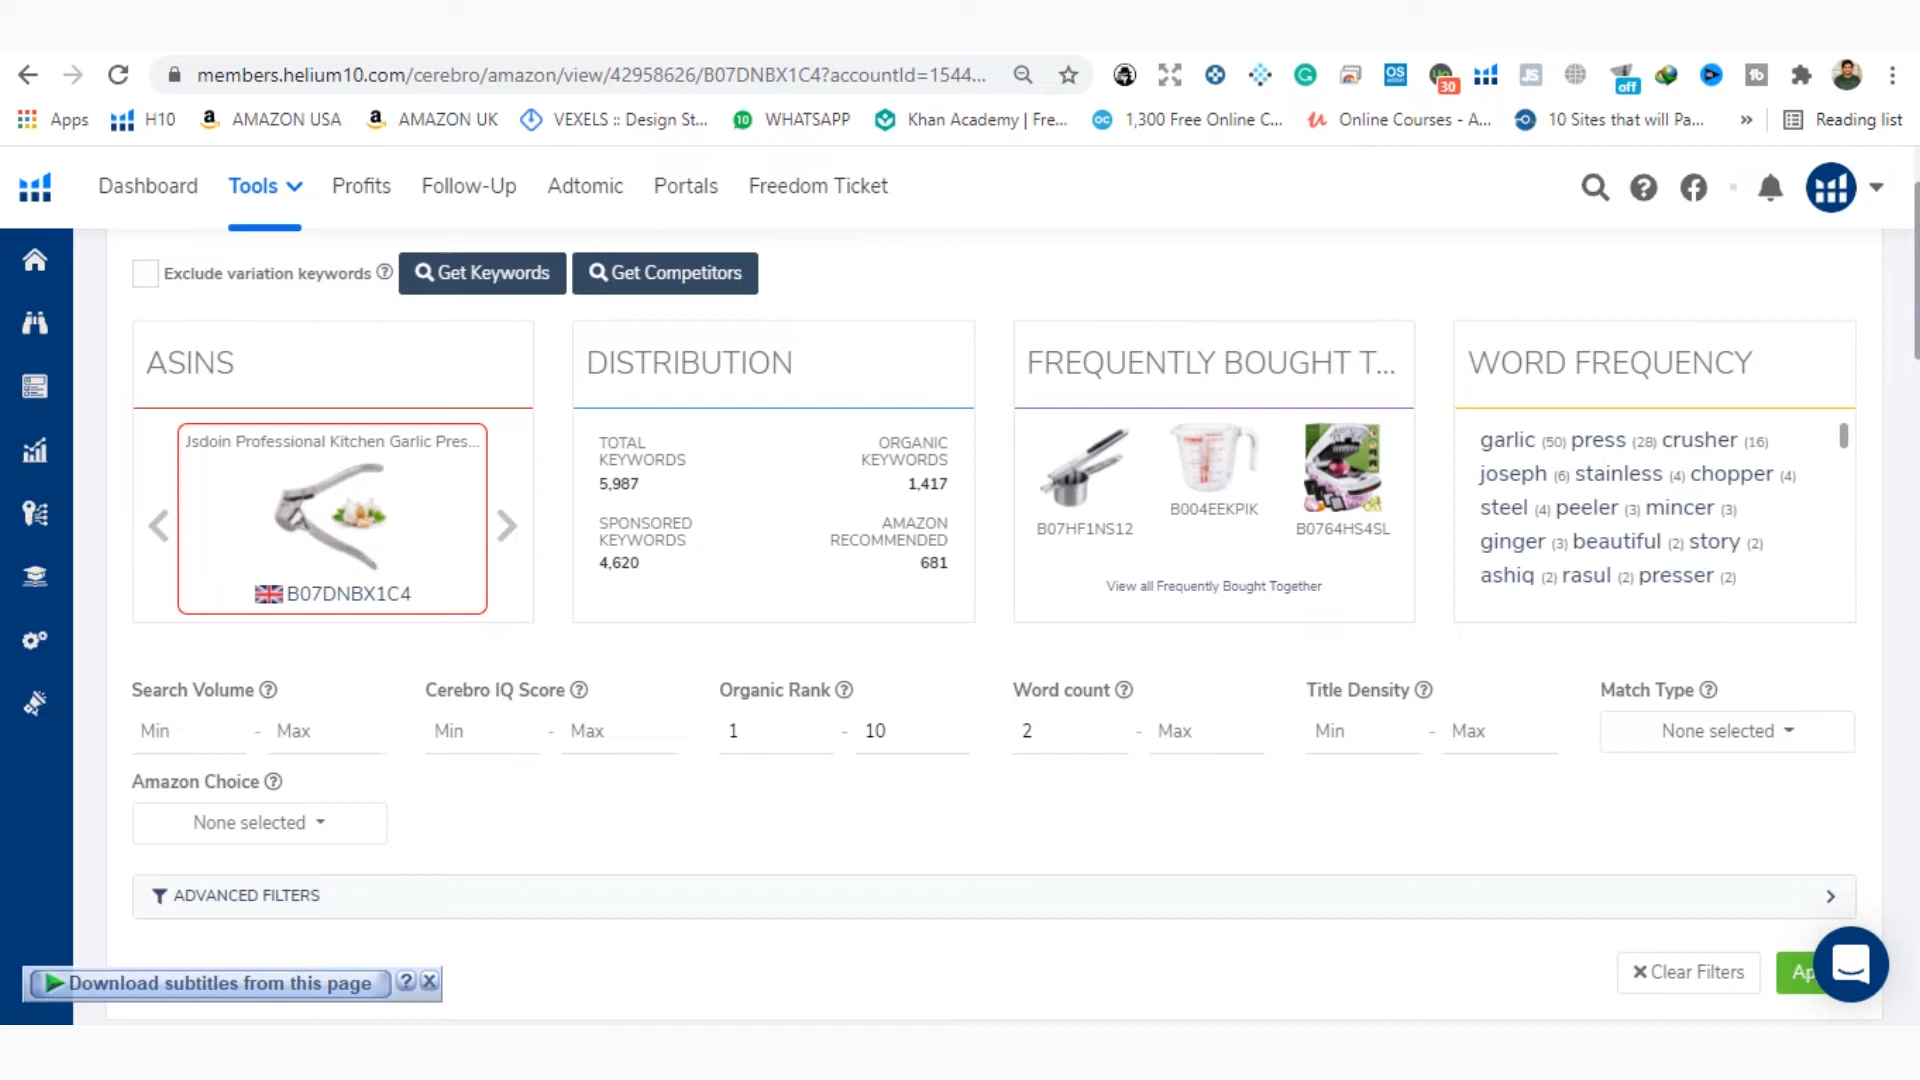 members.helium10.com/cerebro/amazon/view/42958626/B07DNBX1C4?accountId=1544...
OS
30
JS
off
tb
Apps
H10
AMAZON USA
AMAZON UK
VEXELS :: Design St...
10
WHATSAPP
Khan Academy | Fre...
OC
1,300 Free Online C...
Online Courses - A...
10 Sites that will Pa...
»
Reading list
Dashboard
Tools
Profits
Follow-Up
Adtomic
Portals
Freedom Ticket
Exclude variation keywords
Get Keywords
Get Competitors
ASINS
Jsdoin Professional Kitchen Garlic Pres...
B07DNBX1C4
DISTRIBUTION
TOTAL KEYWORDS
5,987
ORGANIC KEYWORDS
1,417
SPONSORED KEYWORDS
4,620
AMAZON RECOMMENDED
681
FREQUENTLY BOUGHT T...
B07HF1NS12
B004EEKPIK
B0764HS4SL
View all Frequently Bought Together
WORD FREQUENCY
garlic (50) press (28) crusher (16)
joseph (6) stainless (4) chopper (4)
steel (4) peeler (3) mincer (3)
ginger (3) beautiful (2) story (2)
ashiq (2) rasul (2) presser (2)
Search Volume
Min - Max
Cerebro IQ Score
Min - Max
Organic Rank
1 - 10
Word count
2 - Max
Title Density
Min - Max
Match Type
None selected
Amazon Choice
None selected
ADVANCED FILTERS
Clear Filters
Ap
Download subtitles from this page
? X